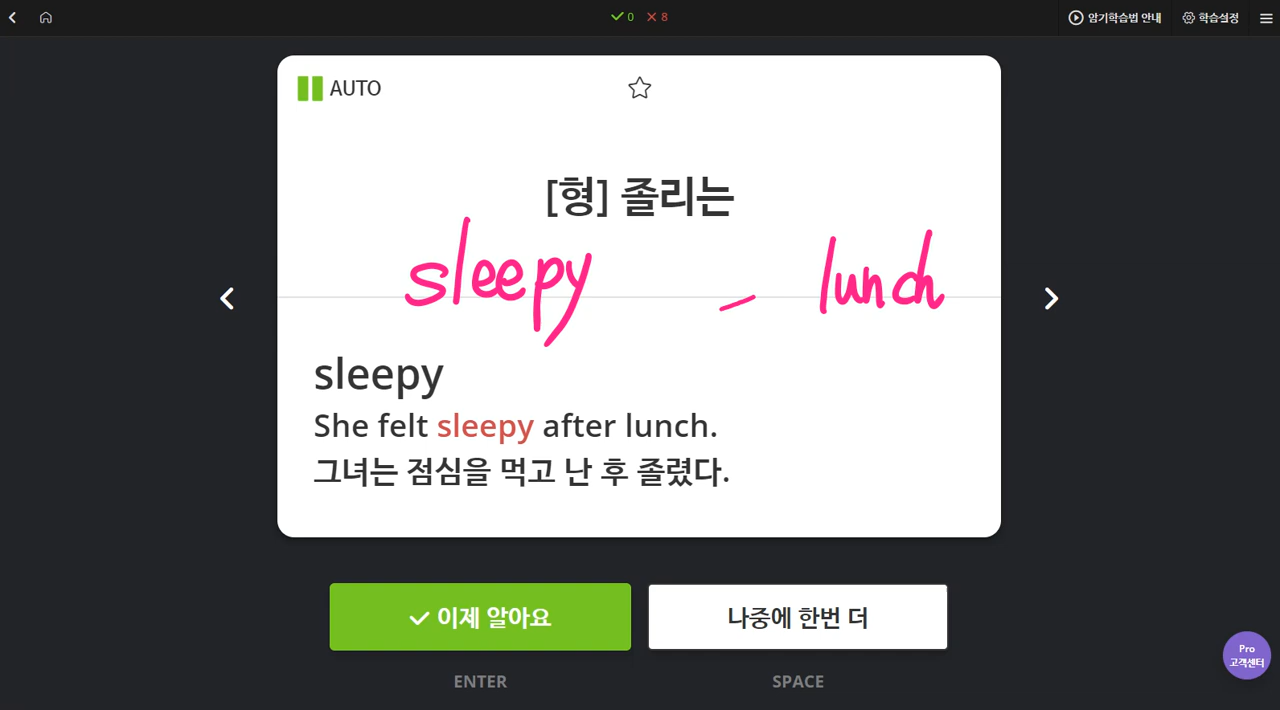 0 8 암기학습법 안내 학습설정
AUTO
[형] 졸리는
sleepy – lunch
sleepy
She felt sleepy after lunch.
그녀는 점심을 먹고 난 후 졸렸다.
이제 알아요 나중에 한번 더
ENTER SPACE
Pro
고객센터